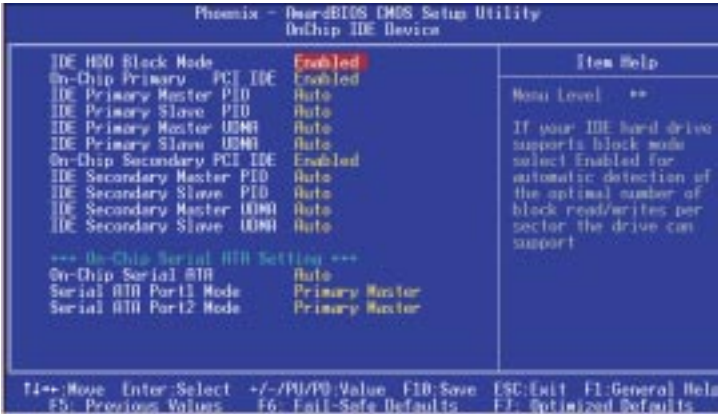 Phoenix - AwardBIOS CMOS Setup Utility
OnChip IDE Device
IDE HDD Block Mode Enabled
On-Chip Primary PCI IDE Enabled
IDE Primary Master PIO Auto
IDE Primary Slave PIO Auto
IDE Primary Master UDMA Auto
IDE Primary Slave UDMA Auto
On-Chip Secondary PCI IDE Enabled
IDE Secondary Master PIO Auto
IDE Secondary Slave PIO Auto
IDE Secondary Master UDMA Auto
IDE Secondary Slave UDMA Auto
*** On-Chip Serial ATA Setting ***
On-Chip Serial ATA Auto
Serial ATA Port1 Mode Primary Master
Serial ATA Port2 Mode Primary Master
Item Help
Menu Level
If your IDE hard drive
supports block mode
select Enabled for
automatic detection of
the optimal number of
block read/writes per
sector the drive can
support
↑↓→←:Move Enter:Select +/-/PU/PD:Value F10:Save ESC:Exit F1:General Help
F5: Previous Values F6: Fail-Safe Defaults F7: Optimized Defaults